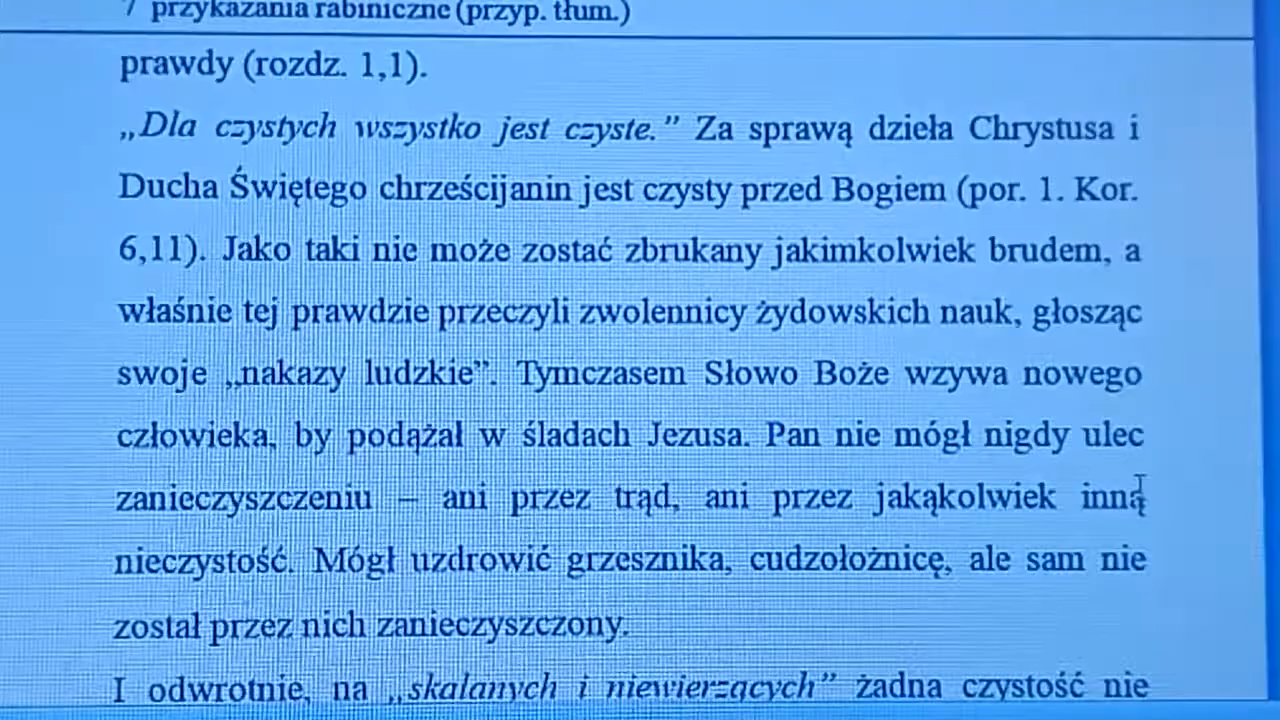 7 przykazania rabiniczne (przyp. tłum.)
prawdy (rozdz. 1,1).
„Dla czystych wszystko jest czyste.” Za sprawą dzieła Chrystusa i
Ducha Świętego chrześcijanin jest czysty przed Bogiem (por. 1. Kor.
6,11). Jako taki nie może zostać zbrukany jakimkolwiek brudem, a
właśnie tej prawdzie przeczyli zwolennicy żydowskich nauk, głosząc
swoje „nakazy ludzkie”. Tymczasem Słowo Boże wzywa nowego
człowieka, by podążał w śladach Jezusa. Pan nie mógł nigdy ulec
zanieczyszczeniu – ani przez trąd, ani przez jakąkolwiek inną
nieczystość. Mógł uzdrowić grzesznika, cudzołożnicę, ale sam nie
został przez nich zanieczyszczony.
I odwrotnie, na „skalanych i niewierzących” żadna czystość nie